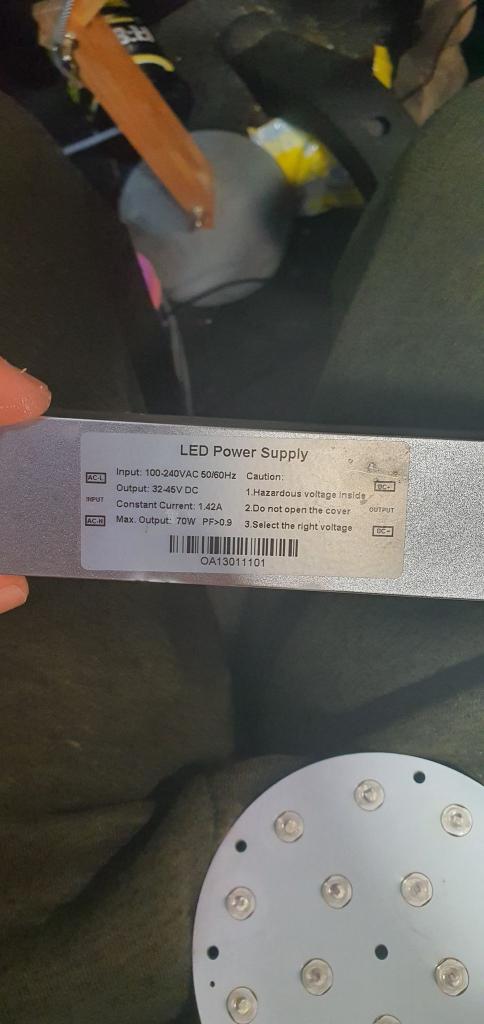 LED Power Supply
AC-L
INPUT
AC-N
Input: 100-240VAC 50/60Hz
Output: 32-45V DC
Constant Current: 1.42A
Max. Output: 70W PF>0.9
Caution:
1.Hazardous voltage inside
2.Do not open the cover
3.Select the right voltage
DC+
OUTPUT
DC-
OA13011101